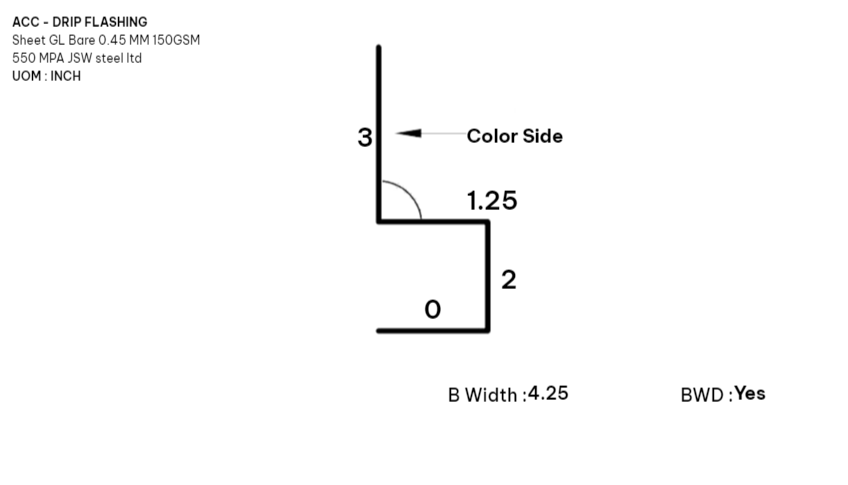 ACC - DRIP FLASHING
Sheet GL Bare 0.45 MM 150GSM
550 MPA JSW steel ltd
UOM : INCH
3
Color Side
1.25
2
0
B Width :4.25
BWD :Yes